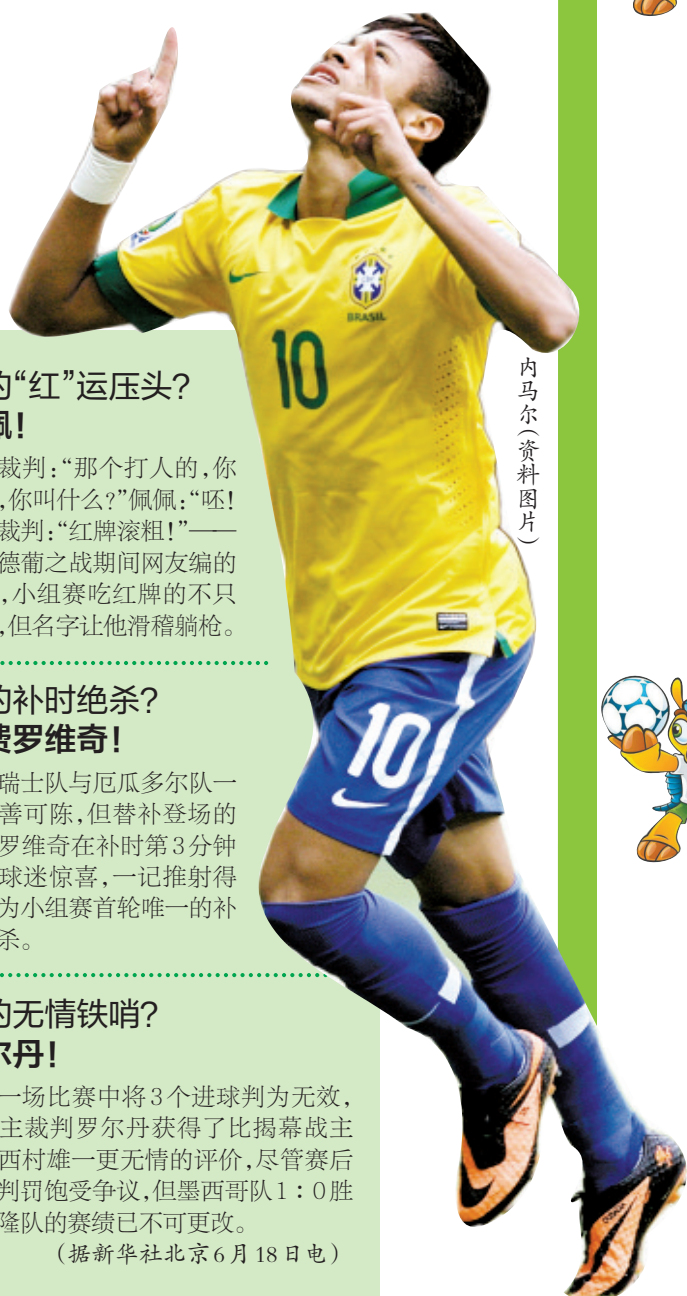 10
BRASIL
内马尔(资料图片)
的“红”运压头?
佩!
裁判:“那个打人的,你
,你叫什么?”佩佩:“呸!
裁判:“红牌滚粗!”——
德葡之战期间网友编的
,小组赛吃红牌的不只
,但名字让他滑稽躺枪。
的补时绝杀?
费罗维奇!
瑞士队与厄瓜多尔队一
善可陈,但替补登场的
罗维奇在补时第3分钟
球迷惊喜,一记推射得
为小组赛首轮唯一的补
杀。
的无情铁哨?
尔丹!
一场比赛中将3个进球判为无效,
主裁判罗尔丹获得了比揭幕战主
西村雄一更无情的评价,尽管赛后
判罚饱受争议,但墨西哥队1:0胜
隆队的赛绩已不可更改。
(据新华社北京6月18日电)
10